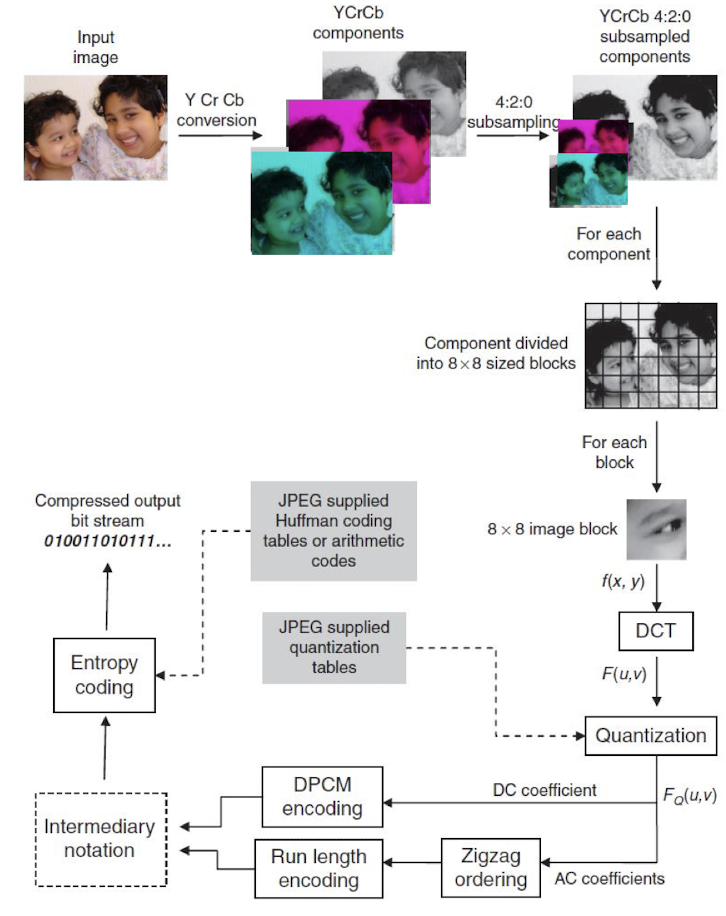 Input
image
YCrCb
components
YCrCb 4:2:0
subsampled
components
Y Cr Cb
conversion
4:2:0
subsampling
For each
component
Component divided
into 8×8 sized blocks
For each
block
Compressed output
bit stream
010011010111...
JPEG supplied
Huffman coding
tables or arithmetic
codes
8 × 8 image block
f(x, y)
DCT
JPEG supplied
quantization
tables
Entropy
coding
F(u,v)
Quantization
DPCM
encoding
DC coefficient
F_Q(u,v)
Intermediary
notation
Run length
encoding
Zigzag
ordering
AC coefficients